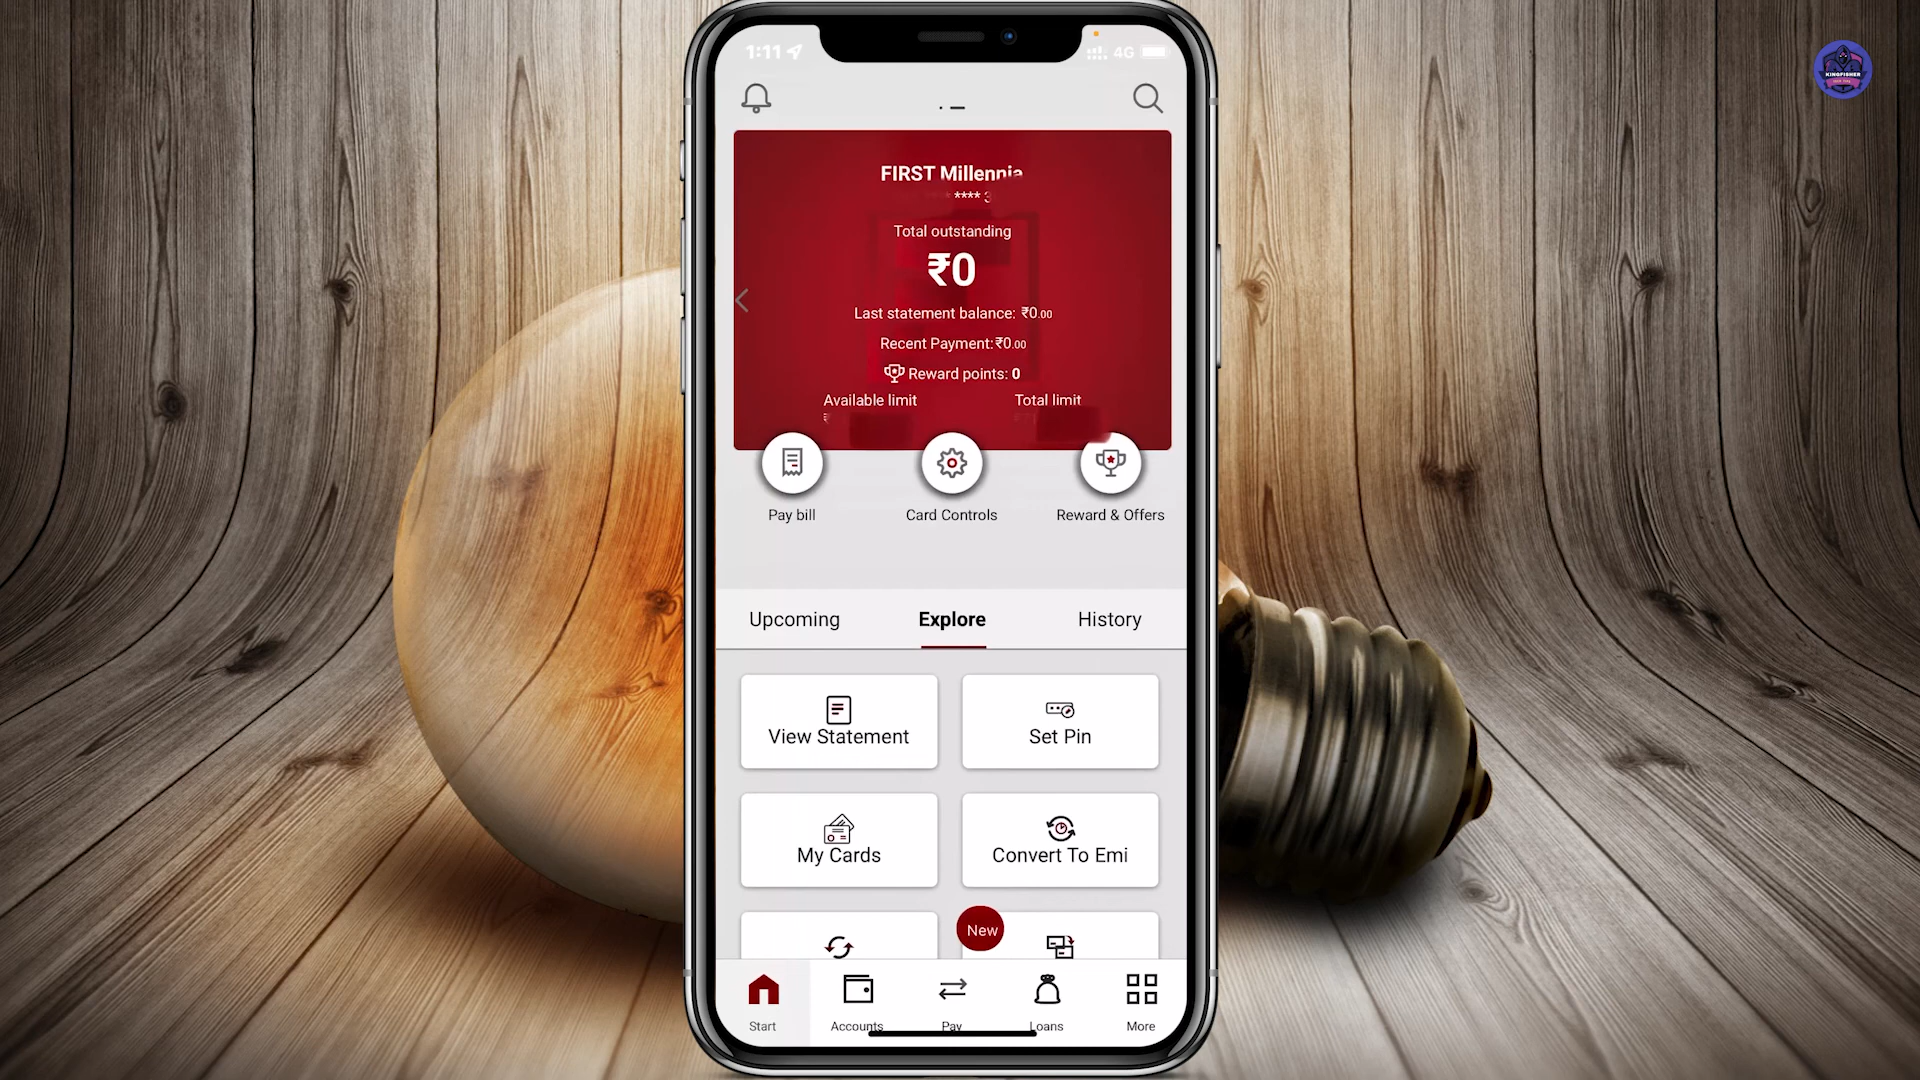 1:11
4G
KINGFISHER
FIRST Millennia
**** 3
Total outstanding
₹0
Last statement balance: ₹0.00
Recent Payment:₹0.00
Reward points: 0
Available limit Total limit
₹
Pay bill Card Controls Reward & Offers
Upcoming Explore History
View Statement Set Pin
My Cards Convert To Emi
New
Start Accounts Pay Loans More